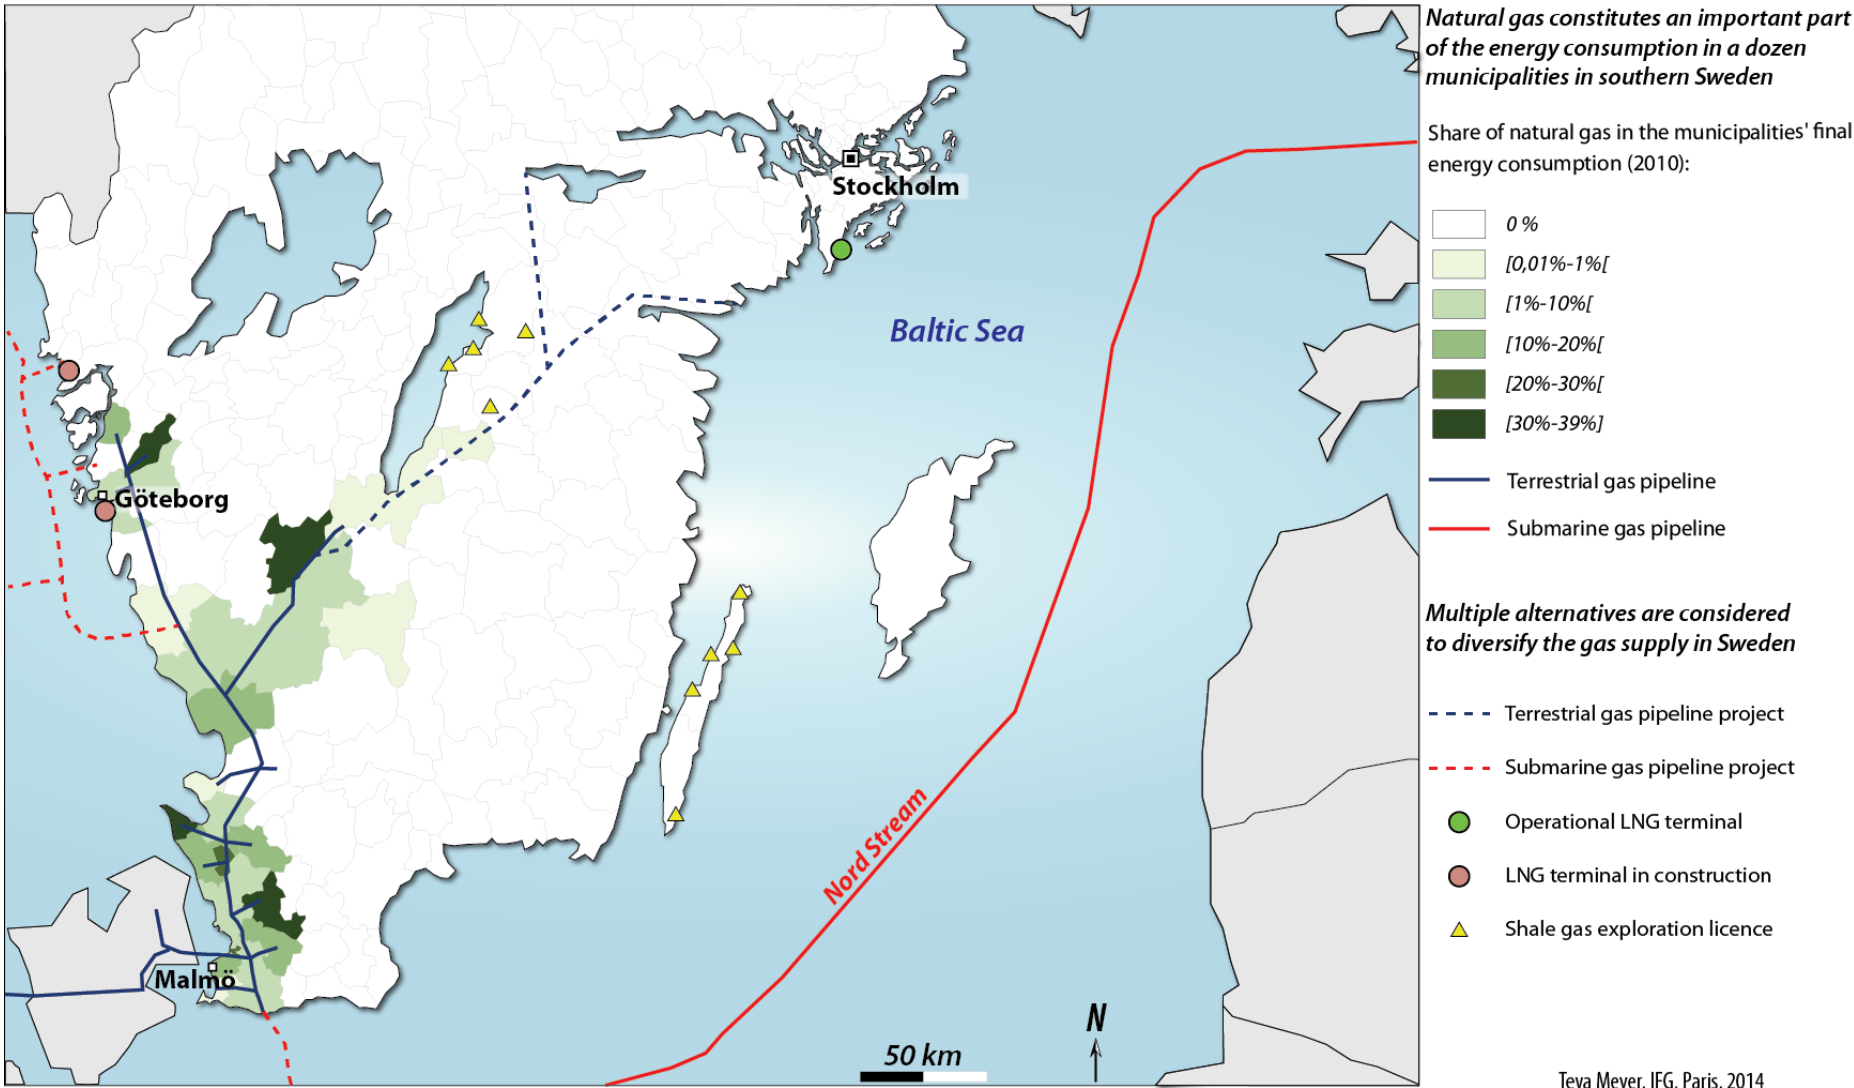 Natural gas constitutes an important part
of the energy consumption in a dozen
municipalities in southern Sweden
Share of natural gas in the municipalities' final
energy consumption (2010):
0 %
[0,01%-1%[
[1%-10%[
[10%-20%[
[20%-30%[
[30%-39%]
Terrestrial gas pipeline
Submarine gas pipeline
Multiple alternatives are considered
to diversify the gas supply in Sweden
Terrestrial gas pipeline project
Submarine gas pipeline project
Operational LNG terminal
LNG terminal in construction
Shale gas exploration licence
Stockholm
Baltic Sea
Göteborg
Nord Stream
Malmö
N
50 km
Teva Meyer, IFG, Paris, 2014